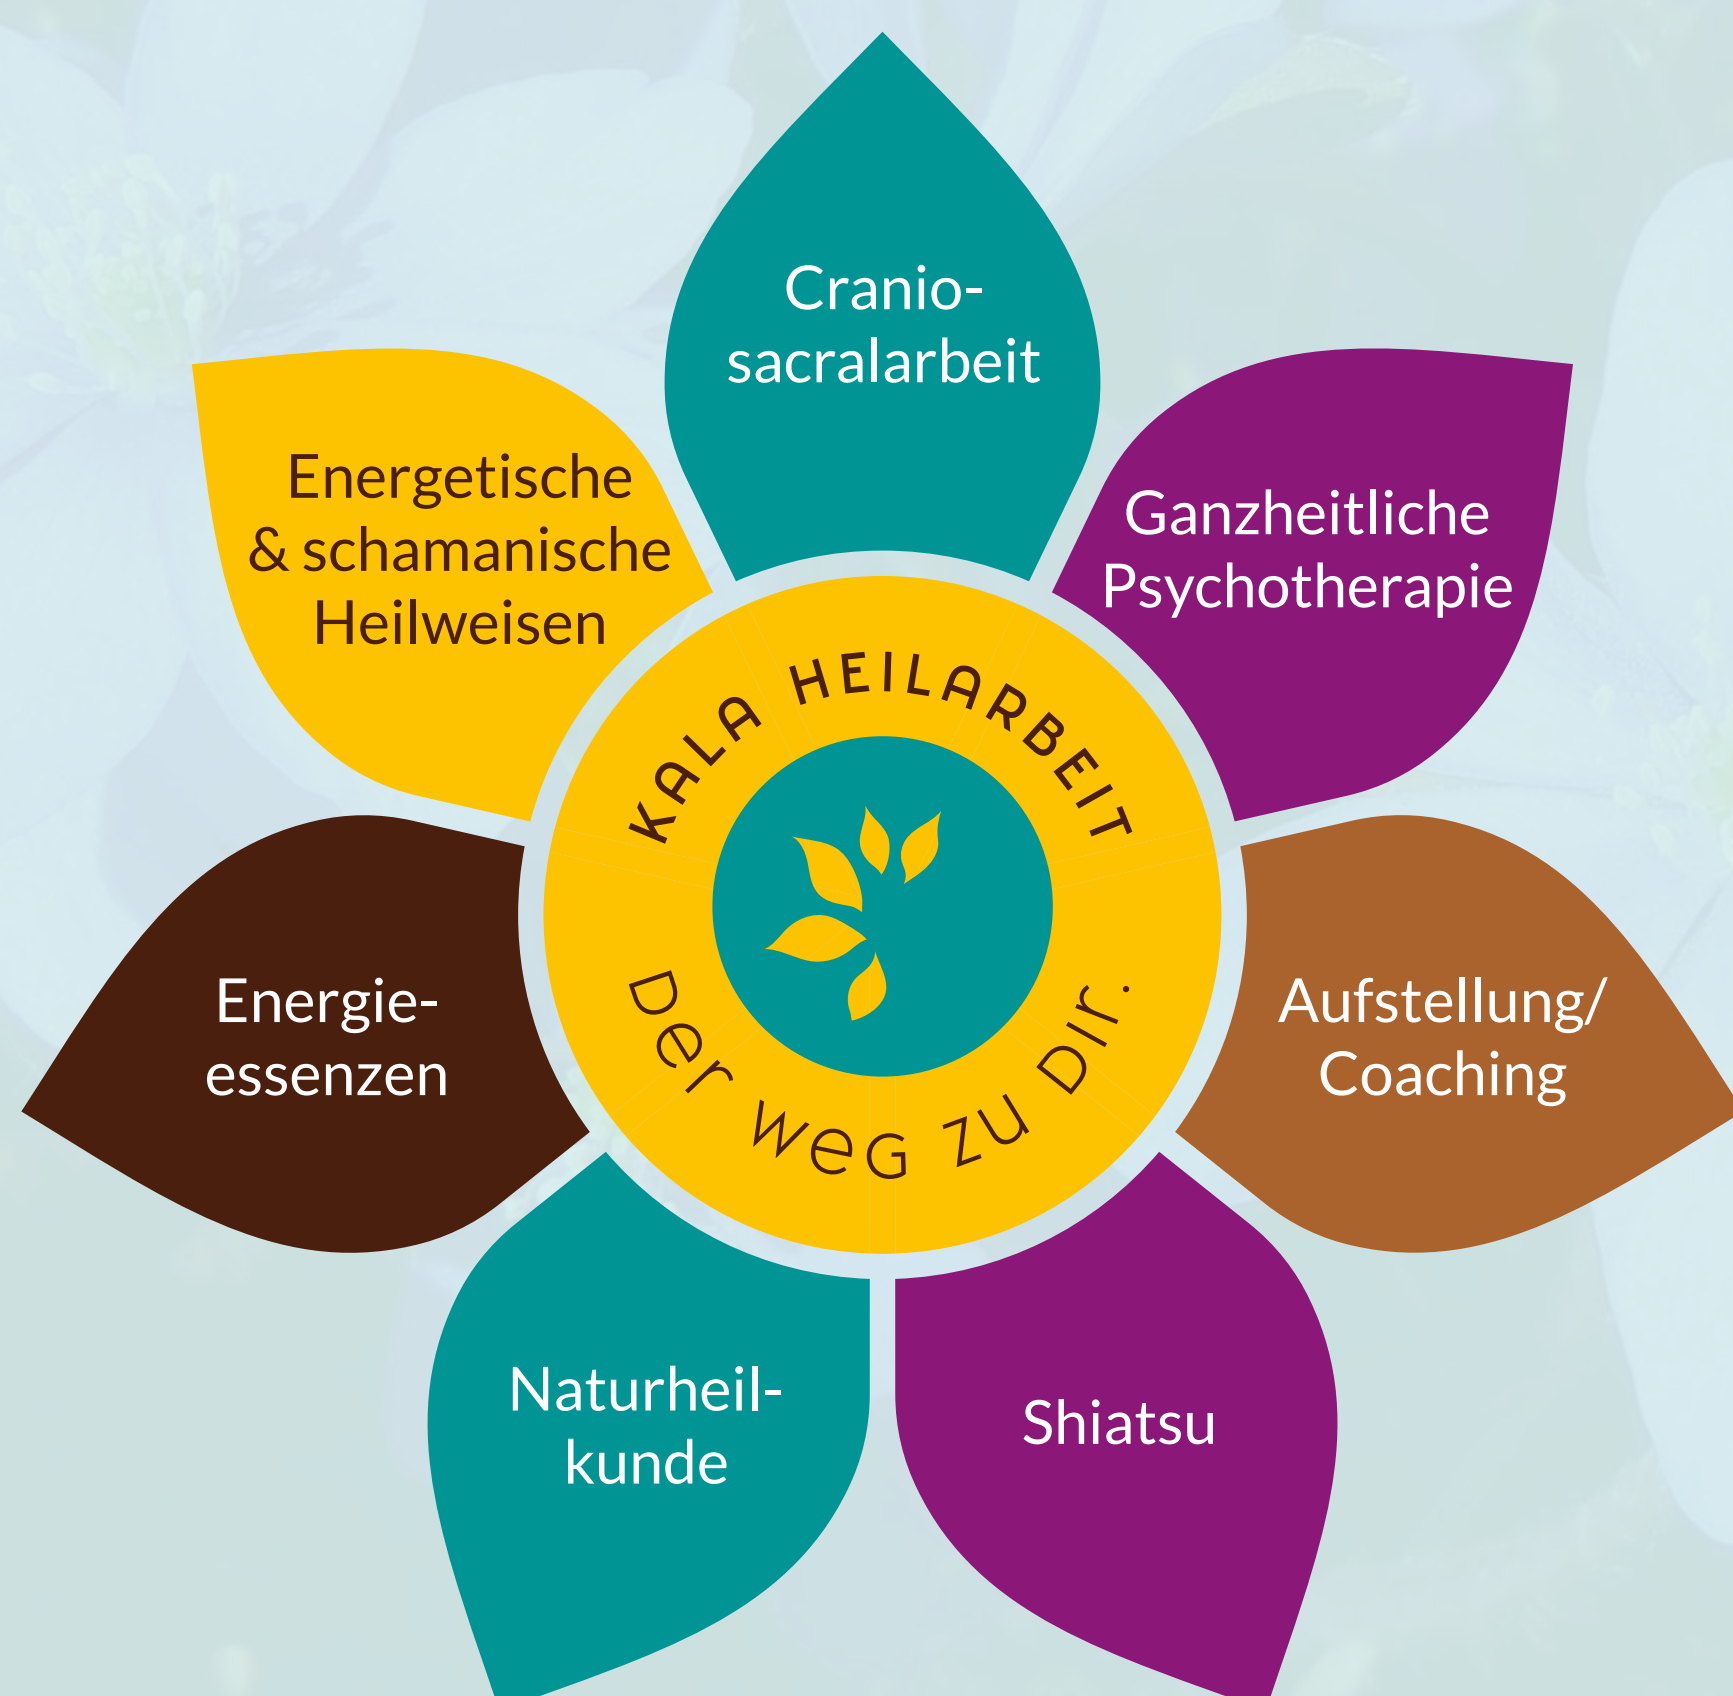 Cranio-
sacralarbeit
Energetische
& schamanische
Heilweisen
Ganzheitliche
Psychotherapie
KALA HEILARBEIT
Der weg zu Dir.
Energie-
essenzen
Aufstellung/
Coaching
Naturheil-
kunde
Shiatsu